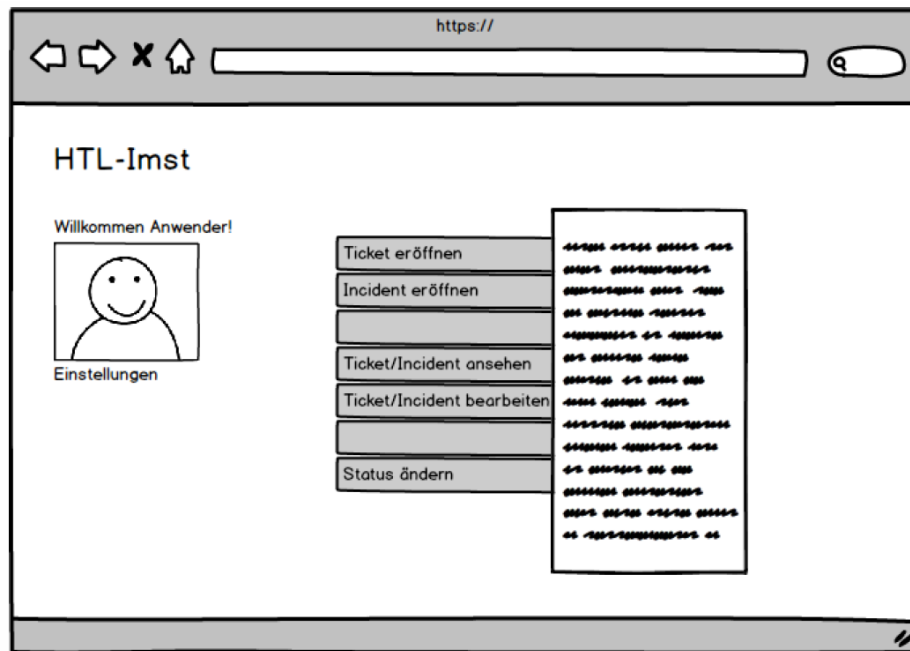 https://
HTL-Imst
Willkommen Anwender!
Einstellungen
Ticket eröffnen
Incident eröffnen
Ticket/Incident ansehen
Ticket/Incident bearbeiten
Status ändern